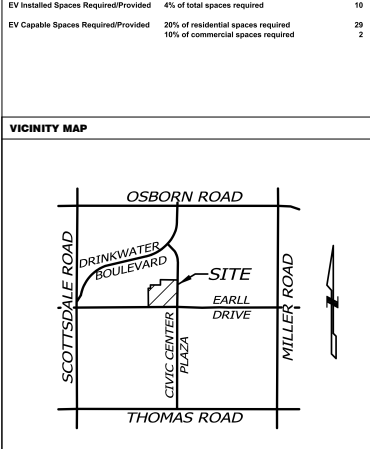 EV Installed Spaces Required/Provided 4% of total spaces required 10
EV Capable Spaces Required/Provided 20% of residential spaces required 29
10% of commercial spaces required 2
VICINITY MAP
OSBORN ROAD
DRINKWATER
BOULEVARD
SITE
SCOTTSDALE ROAD
EARLL
DRIVE
MILLER ROAD
CIVIC CENTER
PLAZA
N
THOMAS ROAD